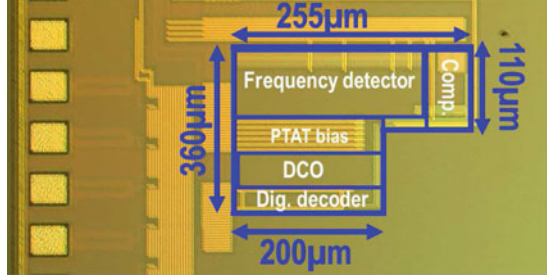 255µm
Frequency detector
Comp.
110µm
360µm
PTAT bias
DCO
Dig. decoder
200µm